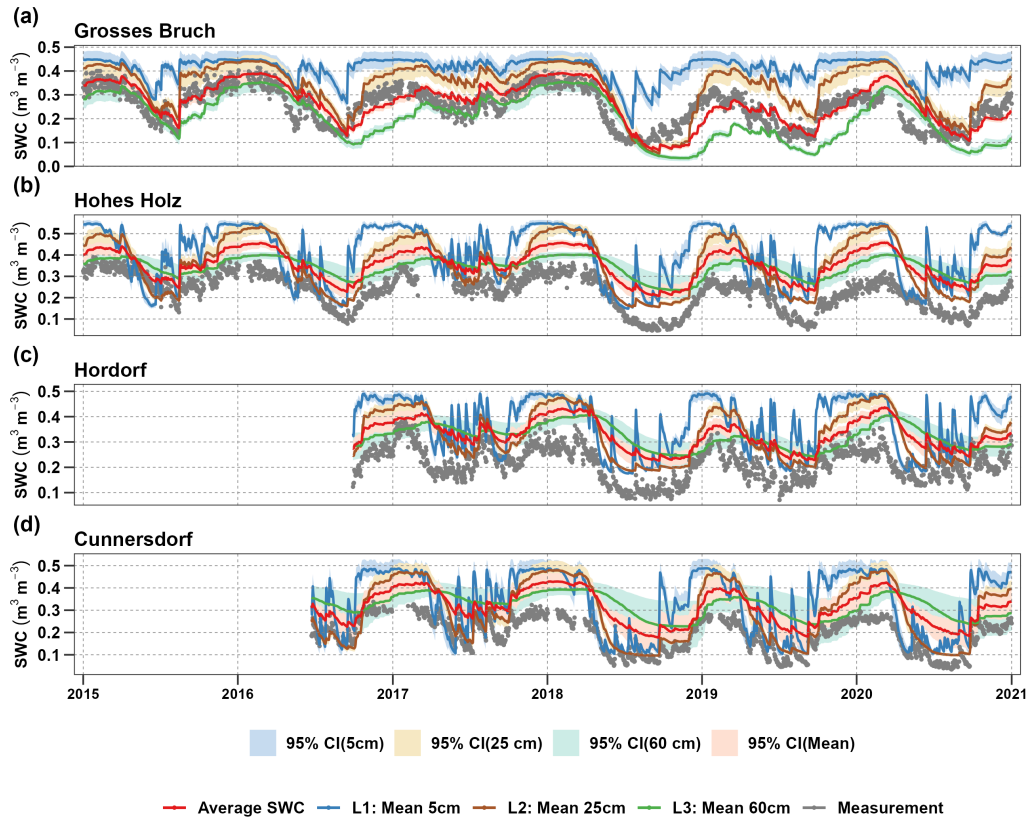 (a)
Grosses Bruch
SWC (m³ m⁻³)
0.5
0.4
0.3
0.2
0.1
0.0
(b)
Hohes Holz
SWC (m³ m⁻³)
0.5
0.4
0.3
0.2
0.1
(c)
Hordorf
SWC (m³ m⁻³)
0.5
0.4
0.3
0.2
0.1
(d)
Cunnersdorf
SWC (m³ m⁻³)
0.5
0.4
0.3
0.2
0.1
2015 2016 2017 2018 2019 2020 2021
95% CI(5cm) 95% CI(25 cm) 95% CI(60 cm) 95% CI(Mean)
Average SWC L1: Mean 5cm L2: Mean 25cm L3: Mean 60cm Measurement